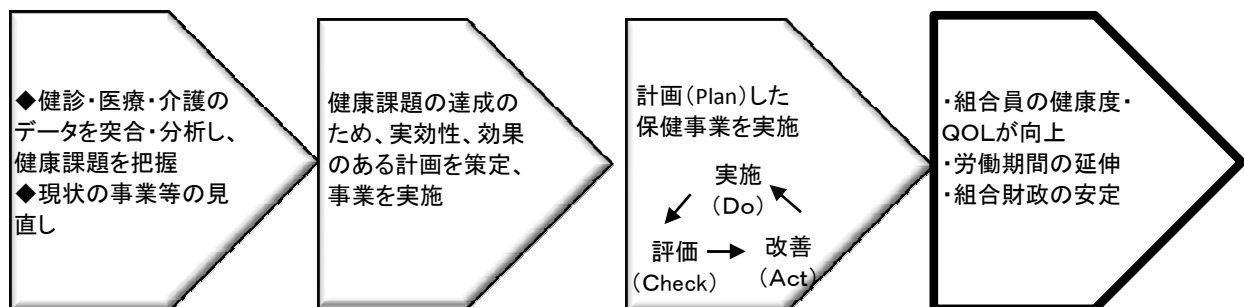 ◆健診・医療・介護の
データを突合・分析し、
健康課題を把握
◆現状の事業等の見
直し
健康課題の達成の
ため、実効性、効果
のある計画を策定、
事業を実施
計画（Plan）した
保健事業を実施
実施
（Do）
評価
（Check）
改善
（Act）
・組合員の健康度・
QOLが向上
・労働期間の延伸
・組合財政の安定